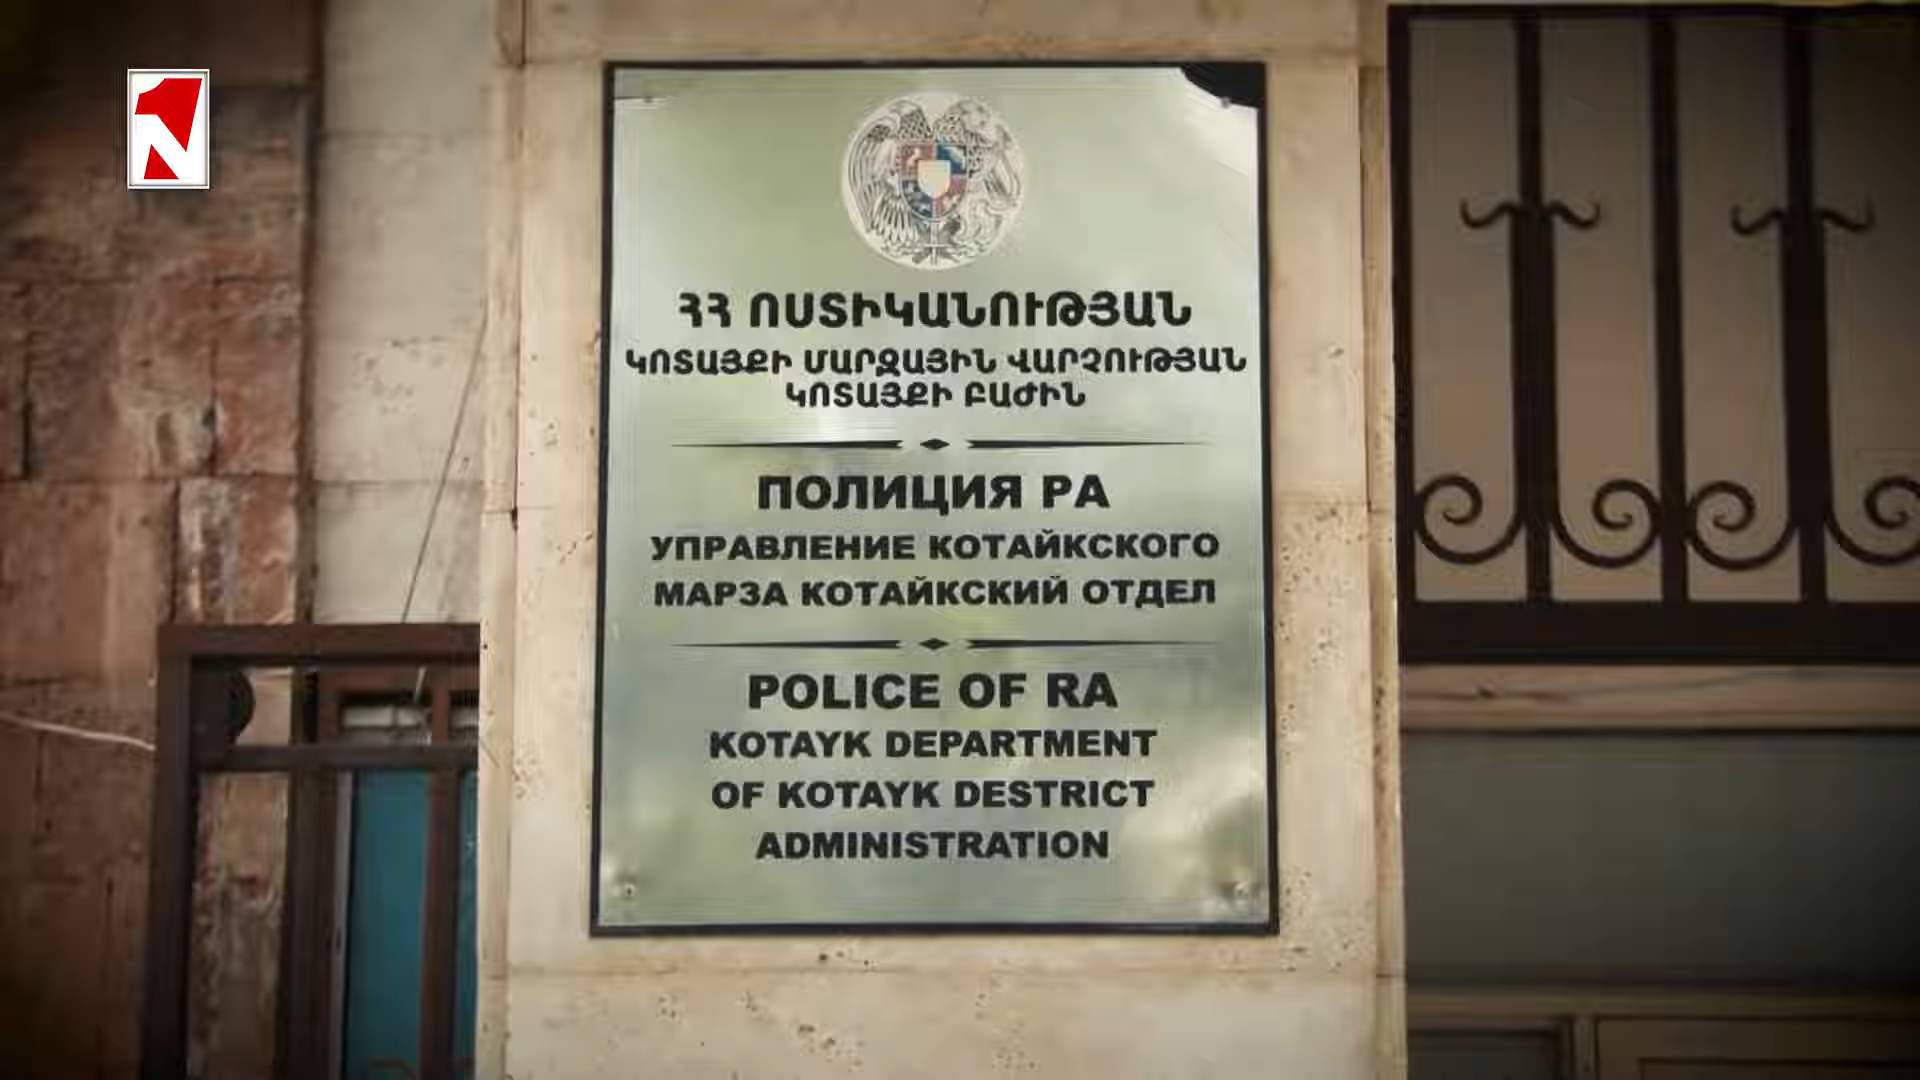 1N
ՀՀ ՈՍՏԻԿԱՆՈՒԹՅԱՆ
ԿՈՏԱՅՔԻ ՄԱՐԶԱՅԻՆ ՎԱՐՉՈՒԹՅԱՆ
ԿՈՏԱՅՔԻ ԲԱԺԻՆ
ПОЛИЦИЯ РА
УПРАВЛЕНИЕ КОТАЙКСКОГО
МАРЗА КОТАЙКСКИЙ ОТДЕЛ
POLICE OF RA
KOTAYK DEPARTMENT
OF KOTAYK DESTRICT
ADMINISTRATION